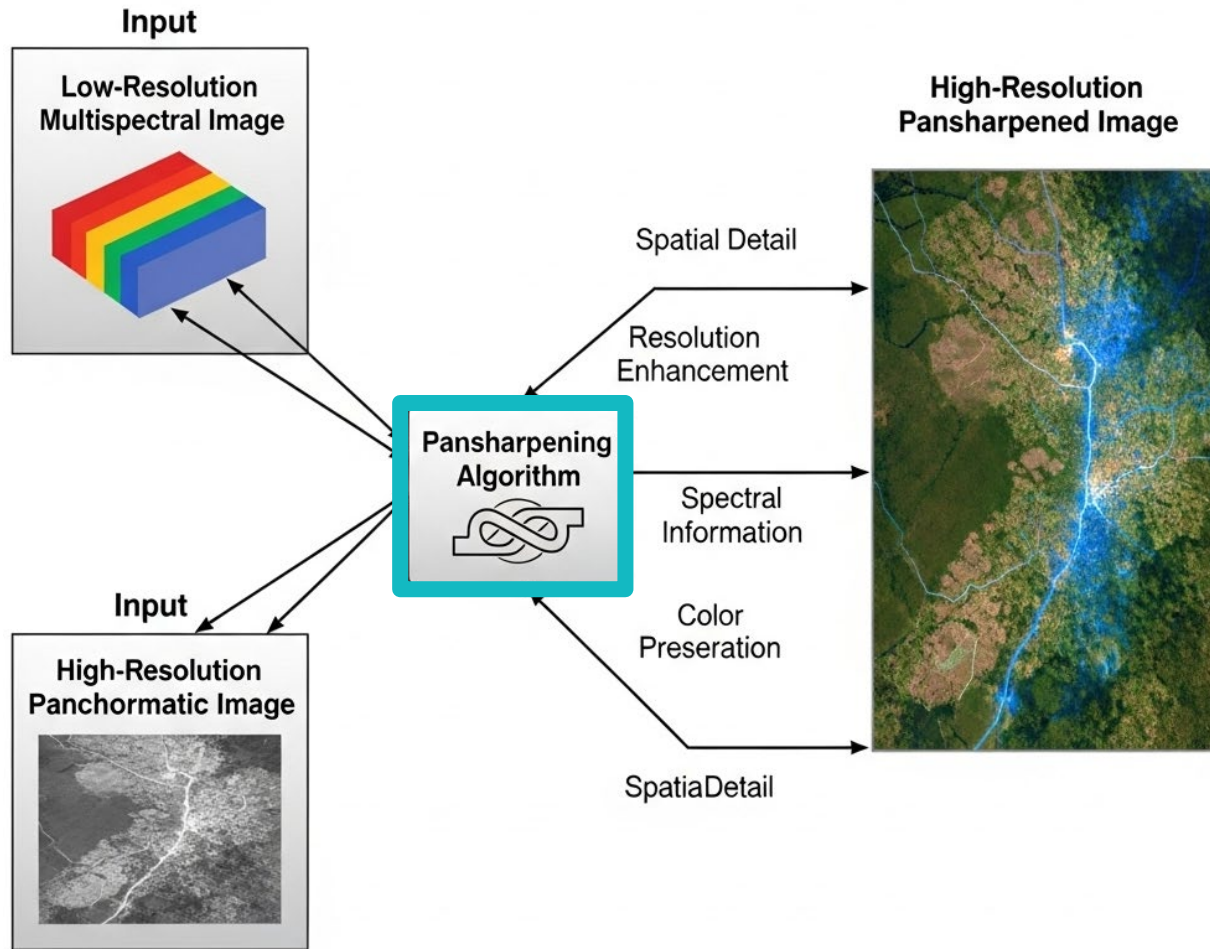 Input
Low-Resolution
Multispectral Image
High-Resolution
Pansharpened Image
Spatial Detail
Resolution
Enhancement
Pansharpening
Algorithm
Spectral
Information
Input
Color
Preseration
High-Resolution
Panchormatic Image
SpatiaDetail